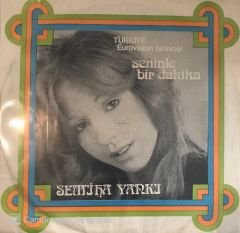 TÜRKİYE
Eurovision birincisi
seninle
bir dakika
SEMİHA YANKI